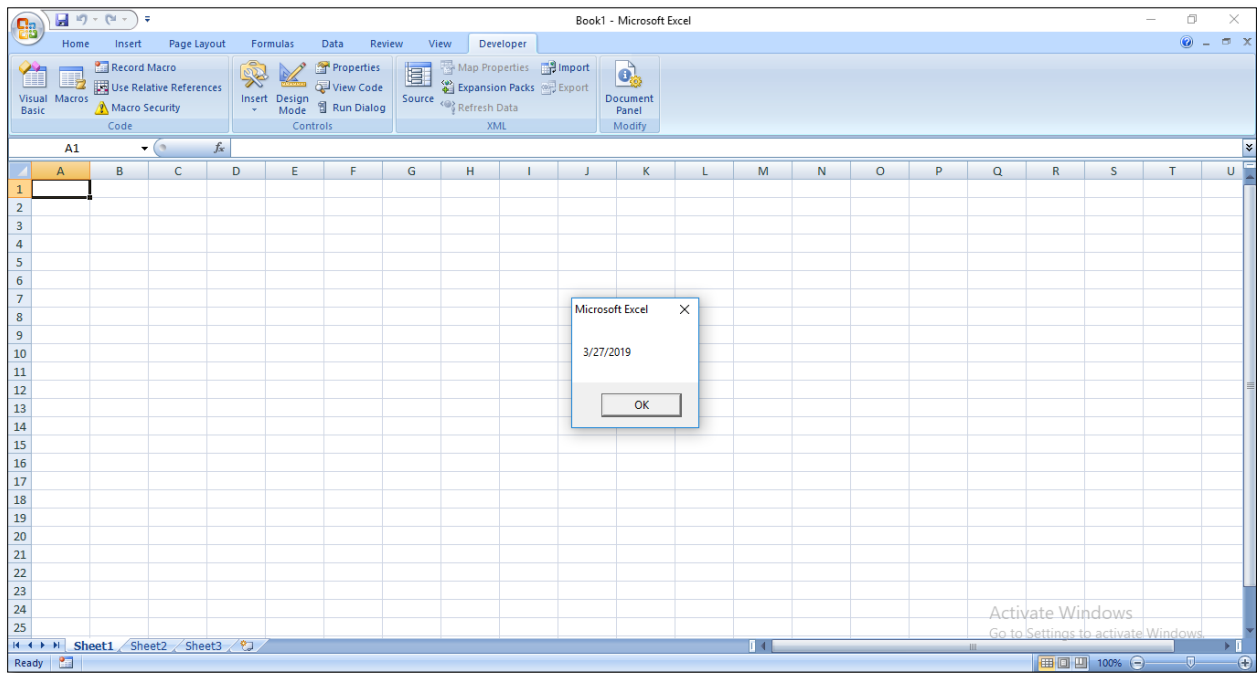 Book1 - Microsoft Excel
Home Insert Page Layout Formulas Data Review View Developer
Visual Basic
Macros
Record Macro
Use Relative References
Macro Security
Code
Insert
Design Mode
Properties
View Code
Run Dialog
Controls
Source
Map Properties
Expansion Packs
Refresh Data
Import
Export
XML
Document Panel
Modify
A1 fx
A B C D E F G H I J K L M N O P Q R S T U
1
2
3
4
5
6
7
8
9
10
11
12
13
14
15
16
17
18
19
20
21
22
23
24
25
Microsoft Excel
3/27/2019
OK
Activate Windows
Go to Settings to activate Windows.
Sheet1 Sheet2 Sheet3
Ready 100%